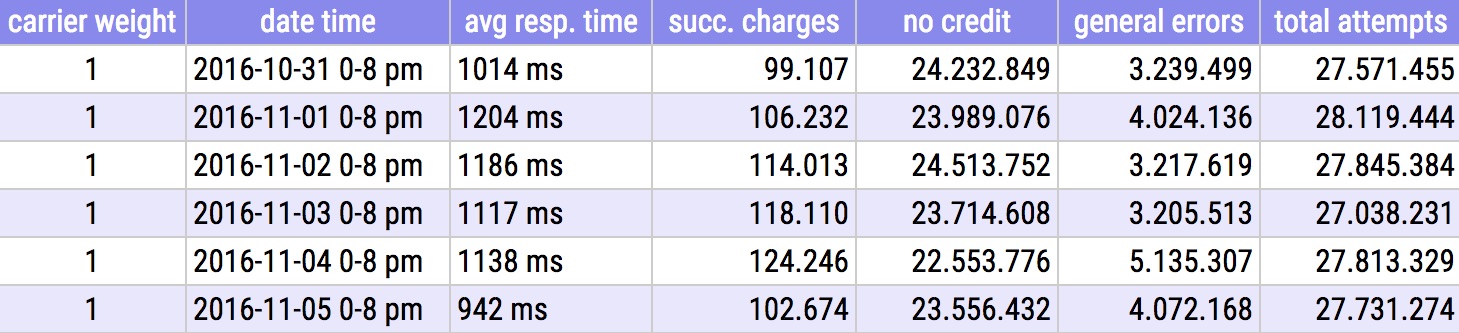 carrier weight date time avg resp. time succ. charges no credit general errors total attempts
1 2016-10-31 0-8 pm 1014 ms 99.107 24.232.849 3.239.499 27.571.455
1 2016-11-01 0-8 pm 1204 ms 106.232 23.989.076 4.024.136 28.119.444
1 2016-11-02 0-8 pm 1186 ms 114.013 24.513.752 3.217.619 27.845.384
1 2016-11-03 0-8 pm 1117 ms 118.110 23.714.608 3.205.513 27.038.231
1 2016-11-04 0-8 pm 1138 ms 124.246 22.553.776 5.135.307 27.813.329
1 2016-11-05 0-8 pm 942 ms 102.674 23.556.432 4.072.168 27.731.274